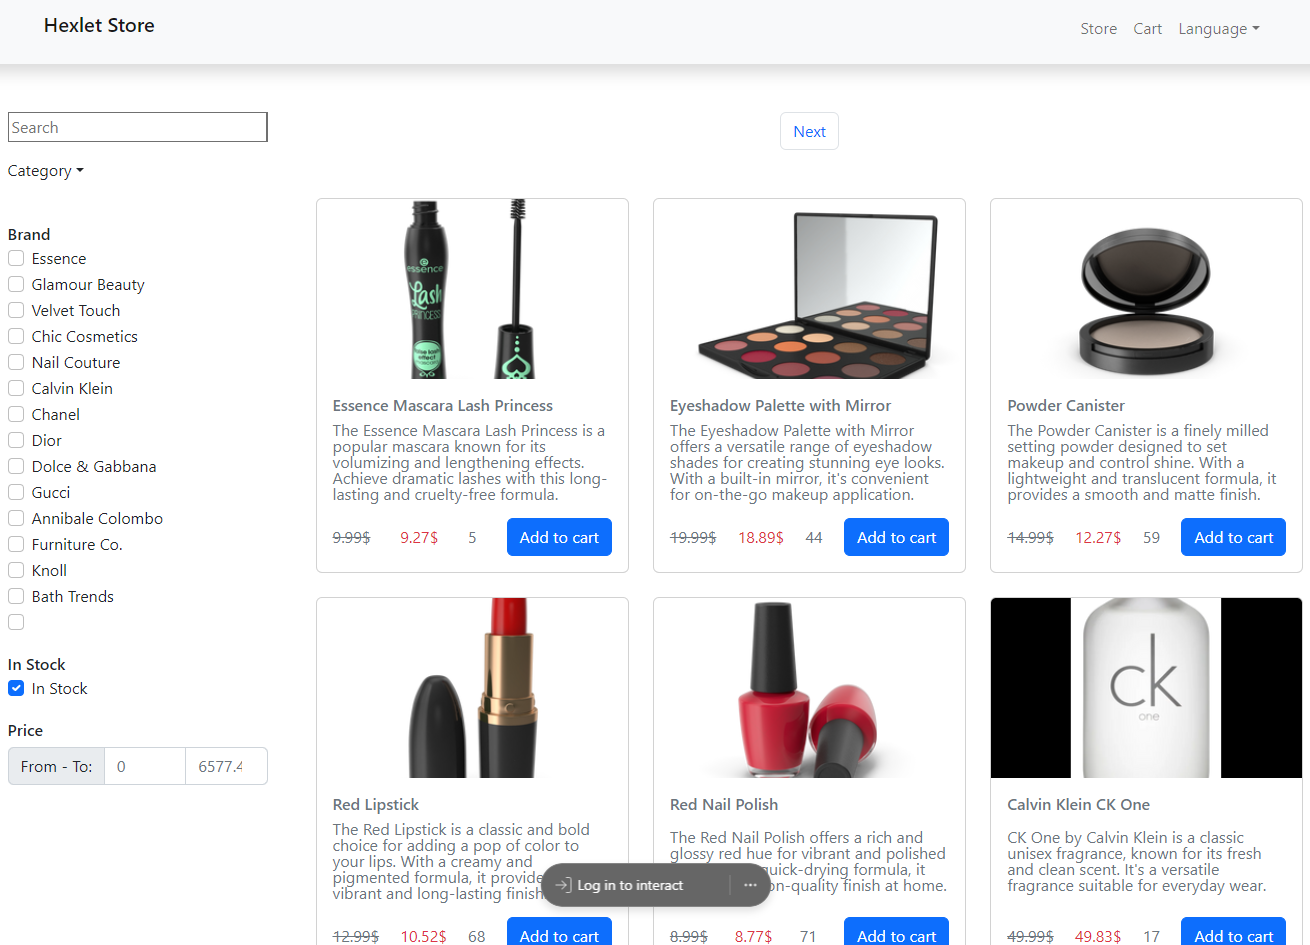 Hexlet Store
Store
Cart
Language
Search
Category
Next
Brand
Essence
Glamour Beauty
Velvet Touch
Chic Cosmetics
Nail Couture
Calvin Klein
Chanel
Dior
Dolce & Gabbana
Gucci
Annibale Colombo
Furniture Co.
Knoll
Bath Trends
In Stock
In Stock
Price
From - To:
0
6577.4
essence
Lash
PRINCESS
Essence Mascara Lash Princess
The Essence Mascara Lash Princess is a
popular mascara known for its
volumizing and lengthening effects.
Achieve dramatic lashes with this long-
lasting and cruelty-free formula.
9.99$
9.27$
5
Add to cart
Eyeshadow Palette with Mirror
The Eyeshadow Palette with Mirror
offers a versatile range of eyeshadow
shades for creating stunning eye looks.
With a built-in mirror, it's convenient
for on-the-go makeup application.
19.99$
18.89$
44
Add to cart
Powder Canister
The Powder Canister is a finely milled
setting powder designed to set
makeup and control shine. With a
lightweight and translucent formula, it
provides a smooth and matte finish.
14.99$
12.27$
59
Add to cart
Red Lipstick
The Red Lipstick is a classic and bold
choice for adding a pop of color to
your lips. With a creamy and
pigmented formula, it provide
vibrant and long-lasting finish
12.99$
10.52$
68
Add to cart
Red Nail Polish
The Red Nail Polish offers a rich and
glossy red hue for vibrant and polished
quick-drying formula, it
on-quality finish at home.
8.99$
8.77$
71
Add to cart
ck
one
Calvin Klein CK One
CK One by Calvin Klein is a classic
unisex fragrance, known for its fresh
and clean scent. It's a versatile
fragrance suitable for everyday wear.
49.99$
49.83$
17
Add to cart
Log in to interact